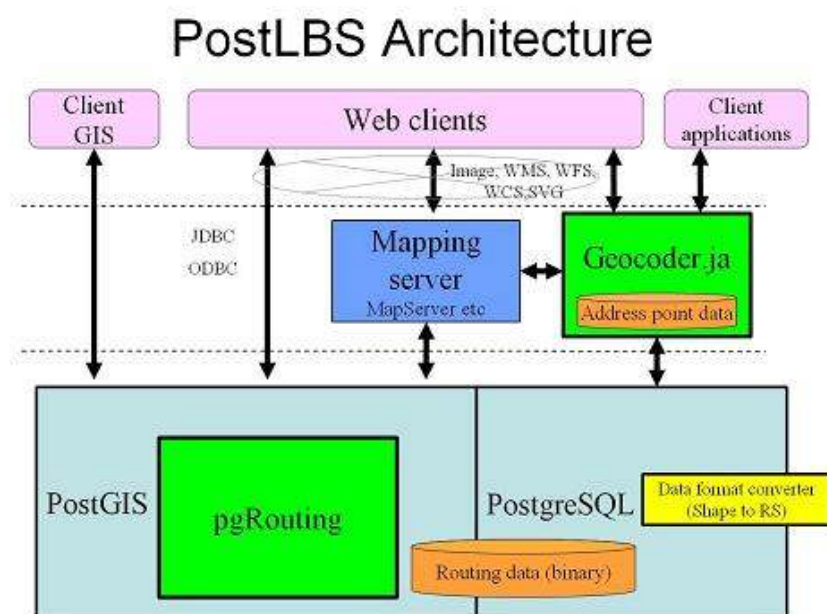 PostLBS Architecture
Client
GIS
Web clients
Client
applications
Image, WMS, WFS,
WCS,SVG
JDBC
ODBC
Mapping
server
MapServer etc
Geocoder.ja
Address point data
PostGIS
pgRouting
PostgreSQL
Data format converter
(Shape to RS)
Routing data (binary)